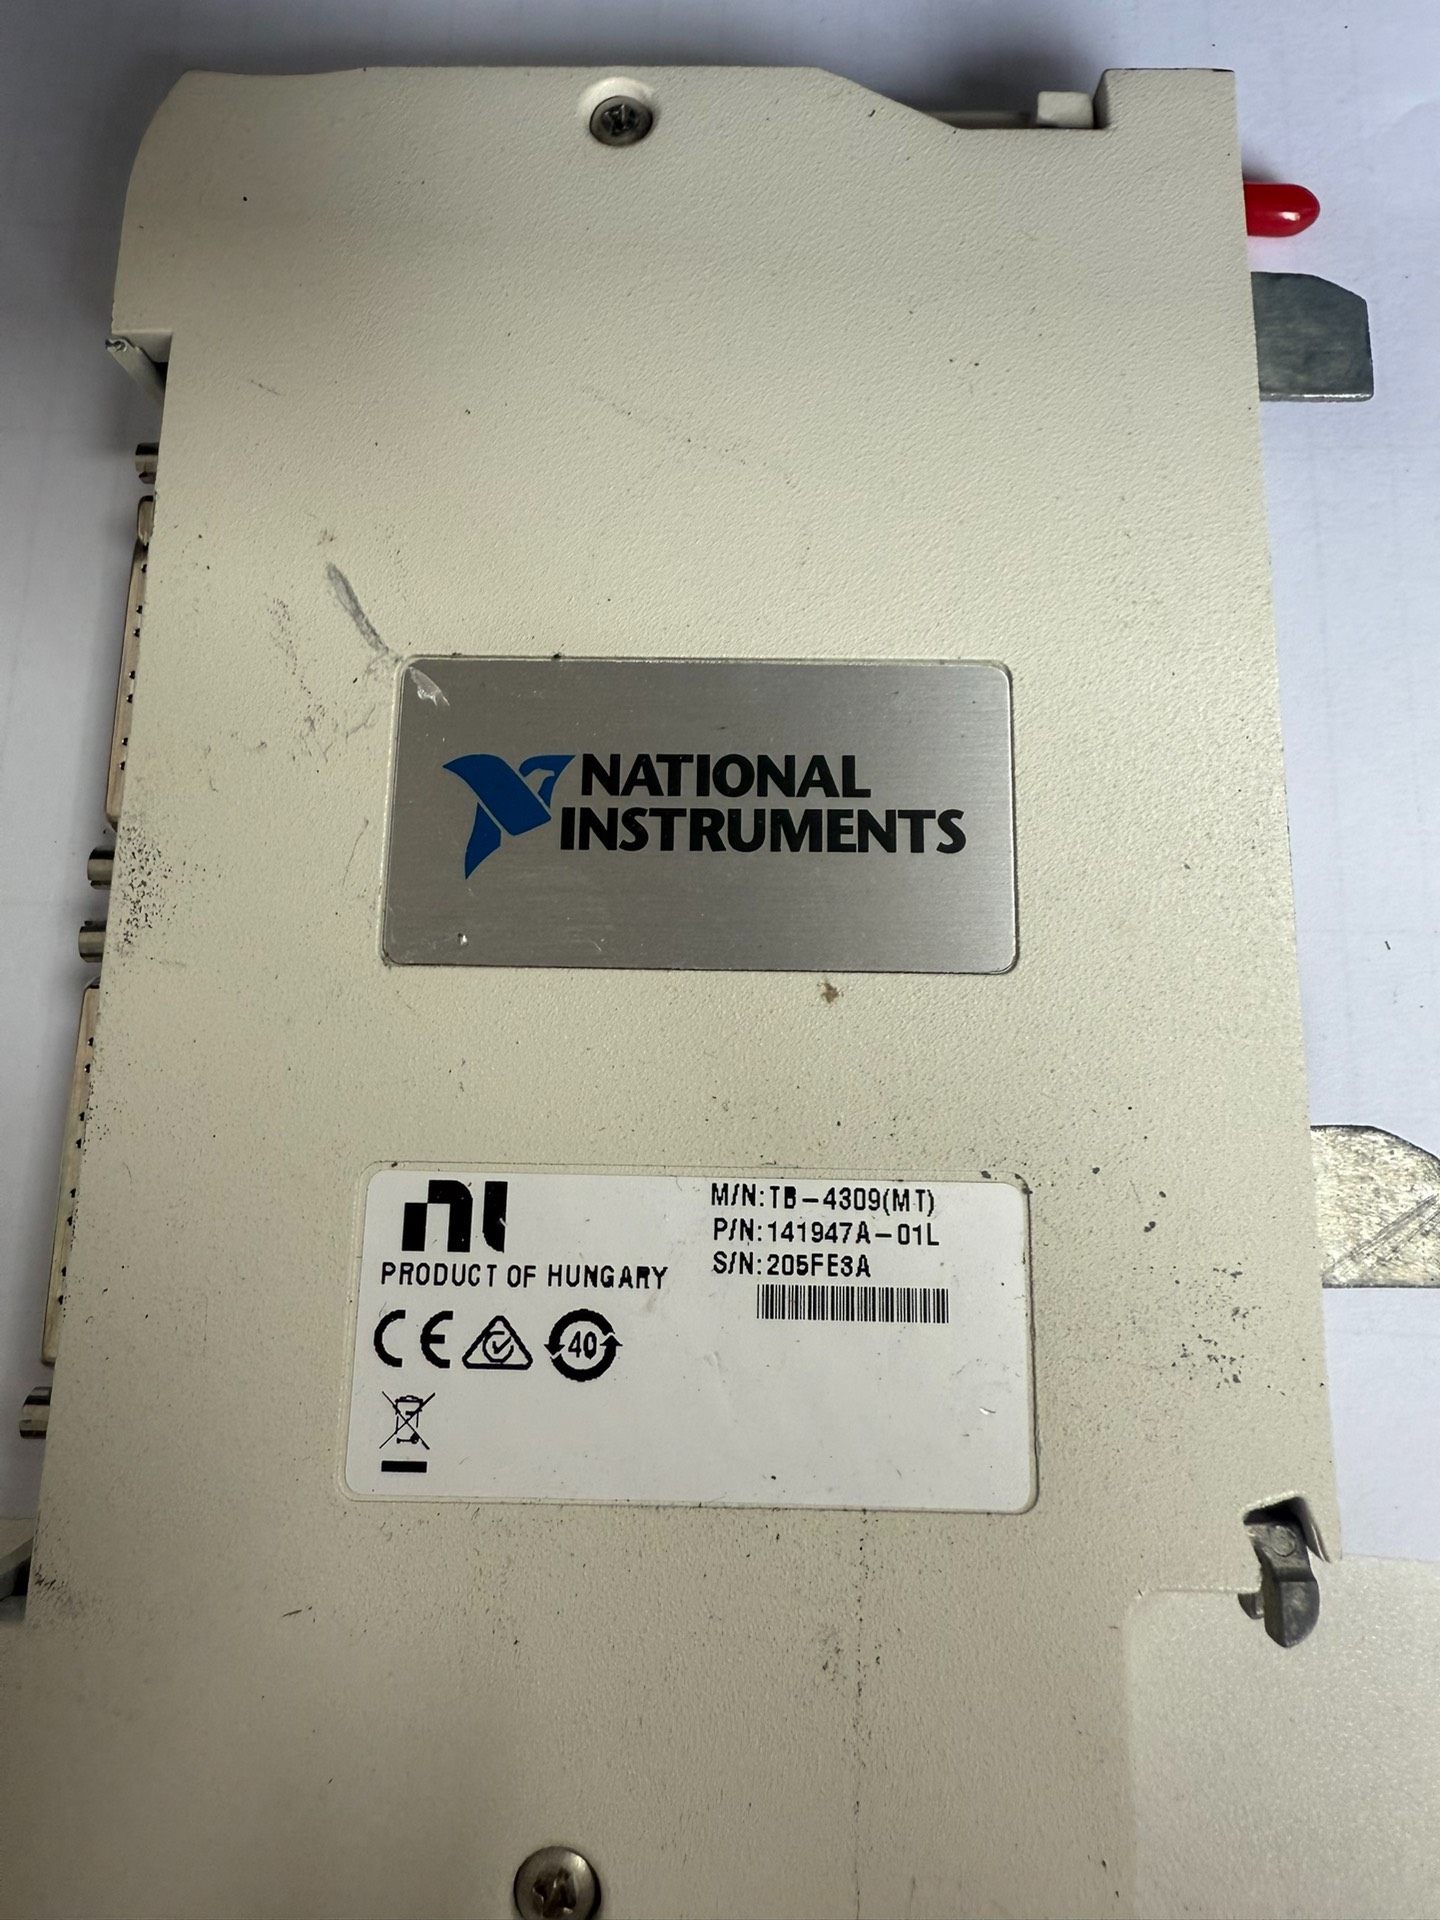 NATIONAL
INSTRUMENTS
M/N:TB-4309(MT)
P/N:141947A-01L
S/N:205FE3A
PRODUCT OF HUNGARY
CE
40